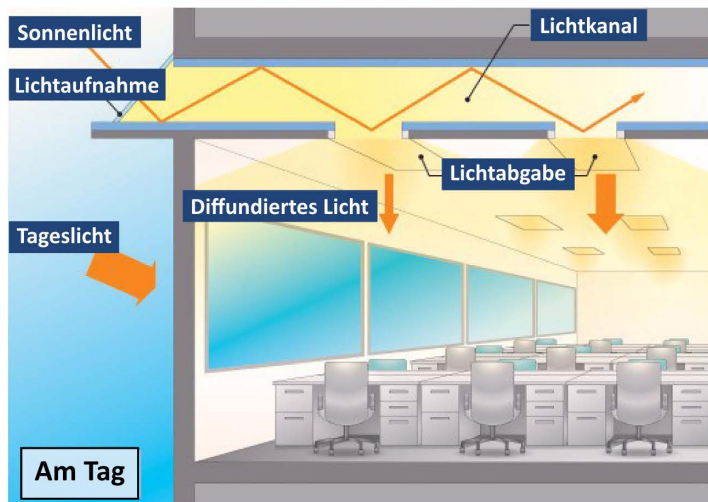 Sonnenlicht
Lichtkanal
Lichtaufnahme
Lichtabgabe
Diffundiertes Licht
Tageslicht
Am Tag